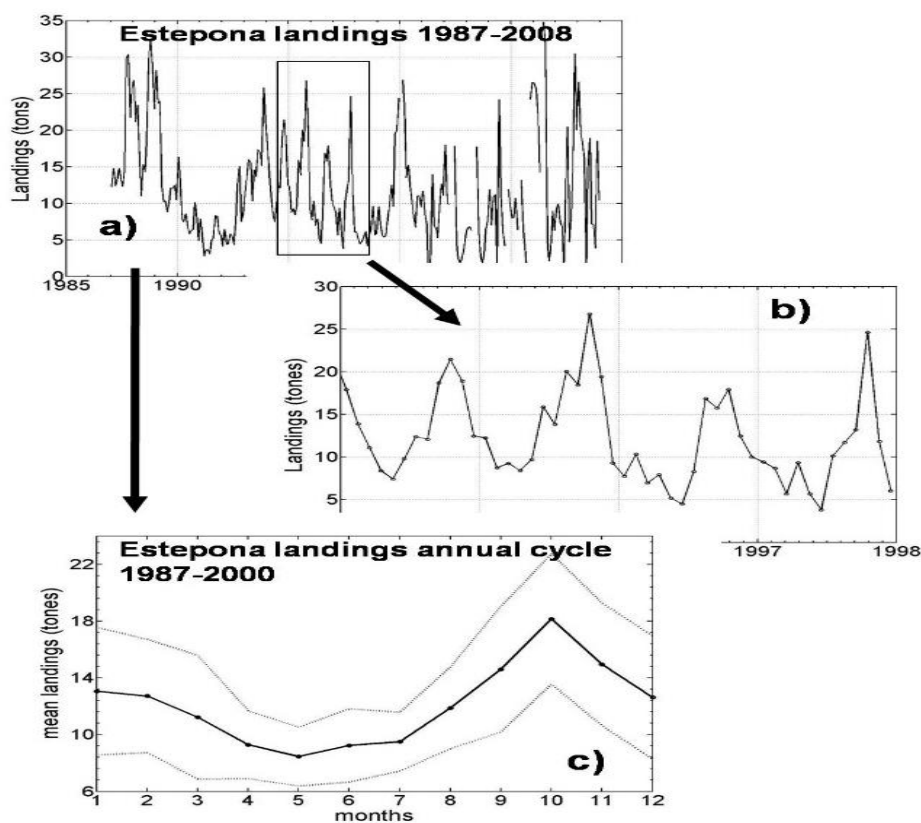 Estepona landings 1987-2008
Landings (tons)
35
30
25
20
15
10
5
0
a)
1985
1990
b)
Landings (tones)
30
25
20
15
10
5
1997
1998
Estepona landings annual cycle
1987-2000
mean landings (tones)
22
18
14
10
6
c)
1 2 3 4 5 6 7 8 9 10 11 12
months